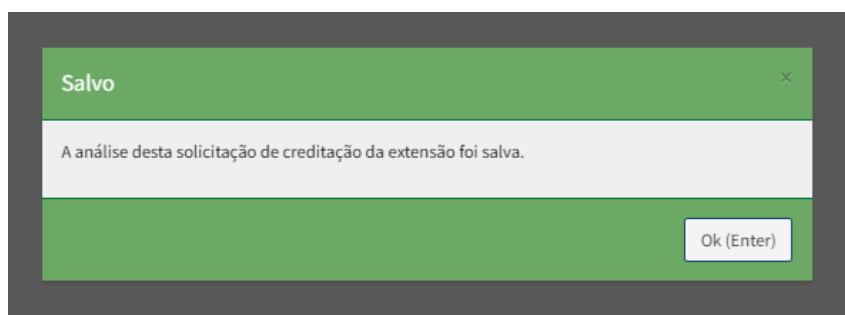 Salvo
×
A análise desta solicitação de creditação da extensão foi salva.
Ok (Enter)